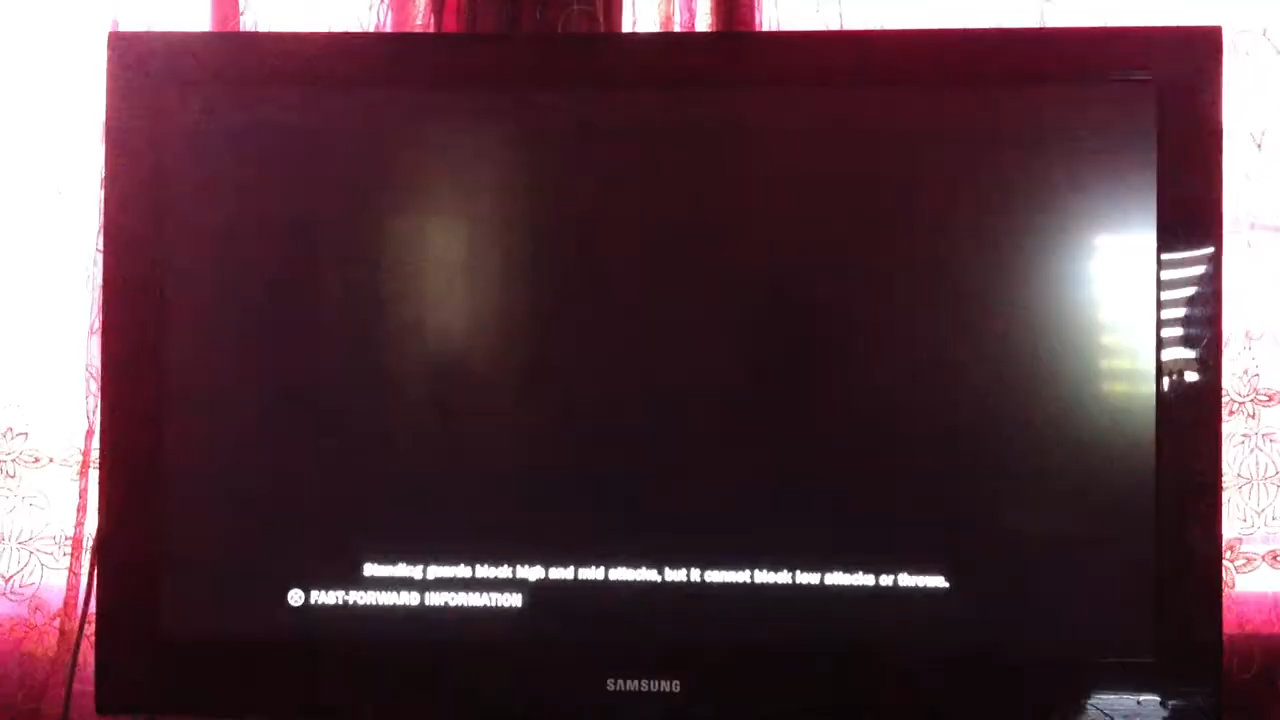 Standing guards block high and mid attacks, but it cannot block low attacks or throws.
FAST-FORWARD INFORMATION
SAMSUNG